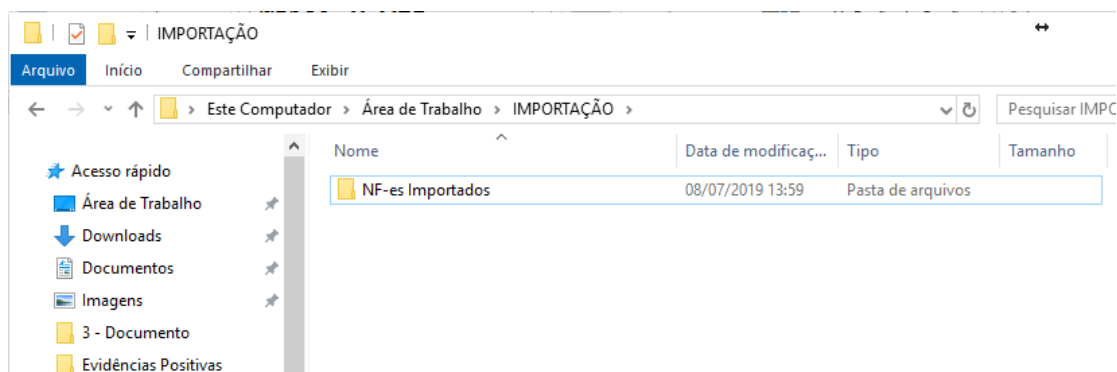 IMPORTAÇÃO
Arquivo Início Compartilhar Exibir
Este Computador > Área de Trabalho > IMPORTAÇÃO > Pesquisar IMPO
Nome Data de modificaç... Tipo Tamanho
Acesso rápido
NF-es Importados 08/07/2019 13:59 Pasta de arquivos
Área de Trabalho
Downloads
Documentos
Imagens
3 - Documento
Evidências Positivas